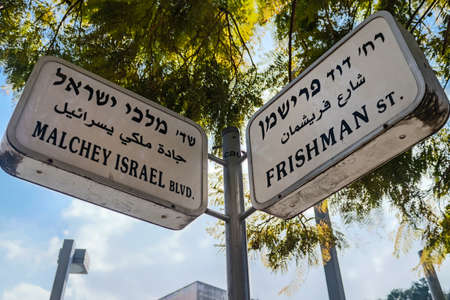 שד' מלכי ישראל
جادة ملكي يسرائيل
MALCHEY ISRAEL BLVD.
רח' דוד פרישמן
شارع فريشمان
FRISHMAN ST.